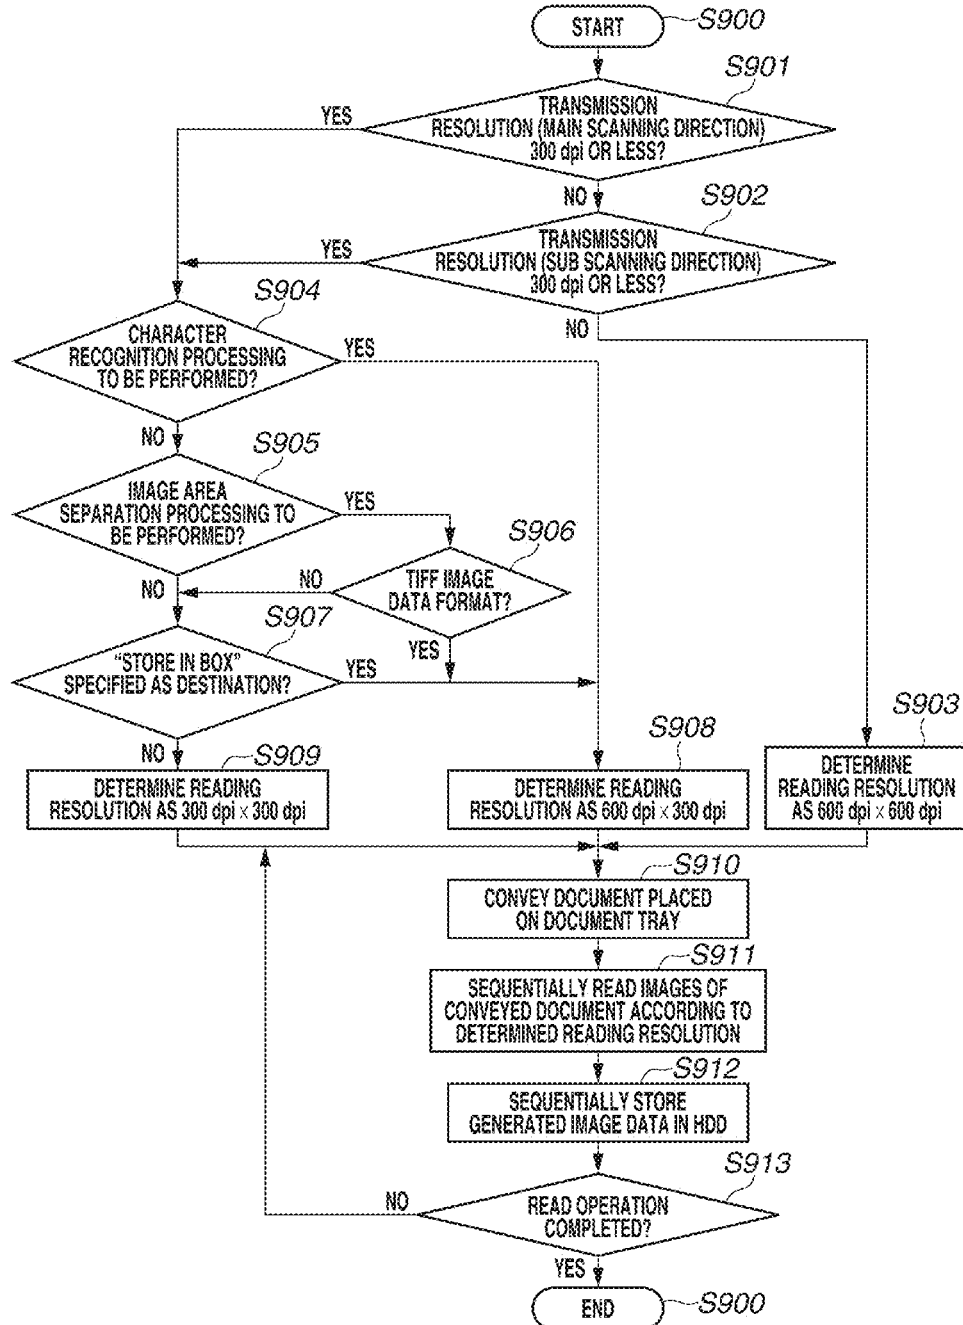 START
S900
S901
YES
TRANSMISSION
RESOLUTION (MAIN SCANNING DIRECTION)
300 dpi OR LESS?
NO
S902
YES
TRANSMISSION
RESOLUTION (SUB SCANNING DIRECTION)
300 dpi OR LESS?
NO
S904
CHARACTER
RECOGNITION PROCESSING
TO BE PERFORMED?
YES
NO
S905
IMAGE AREA
SEPARATION PROCESSING TO
BE PERFORMED?
YES
NO
S906
TIFF IMAGE
DATA FORMAT?
NO
YES
S907
“STORE IN BOX”
SPECIFIED AS DESTINATION?
YES
NO
S909
DETERMINE READING
RESOLUTION AS 300 dpi × 300 dpi
S908
DETERMINE READING
RESOLUTION AS 600 dpi × 300 dpi
S903
DETERMINE
READING RESOLUTION
AS 600 dpi × 600 dpi
S910
CONVEY DOCUMENT PLACED
ON DOCUMENT TRAY
S911
SEQUENTIALLY READ IMAGES OF
CONVEYED DOCUMENT ACCORDING TO
DETERMINED READING RESOLUTION
S912
SEQUENTIALLY STORE
GENERATED IMAGE DATA IN HDD
S913
NO
READ OPERATION
COMPLETED?
YES
END
S900